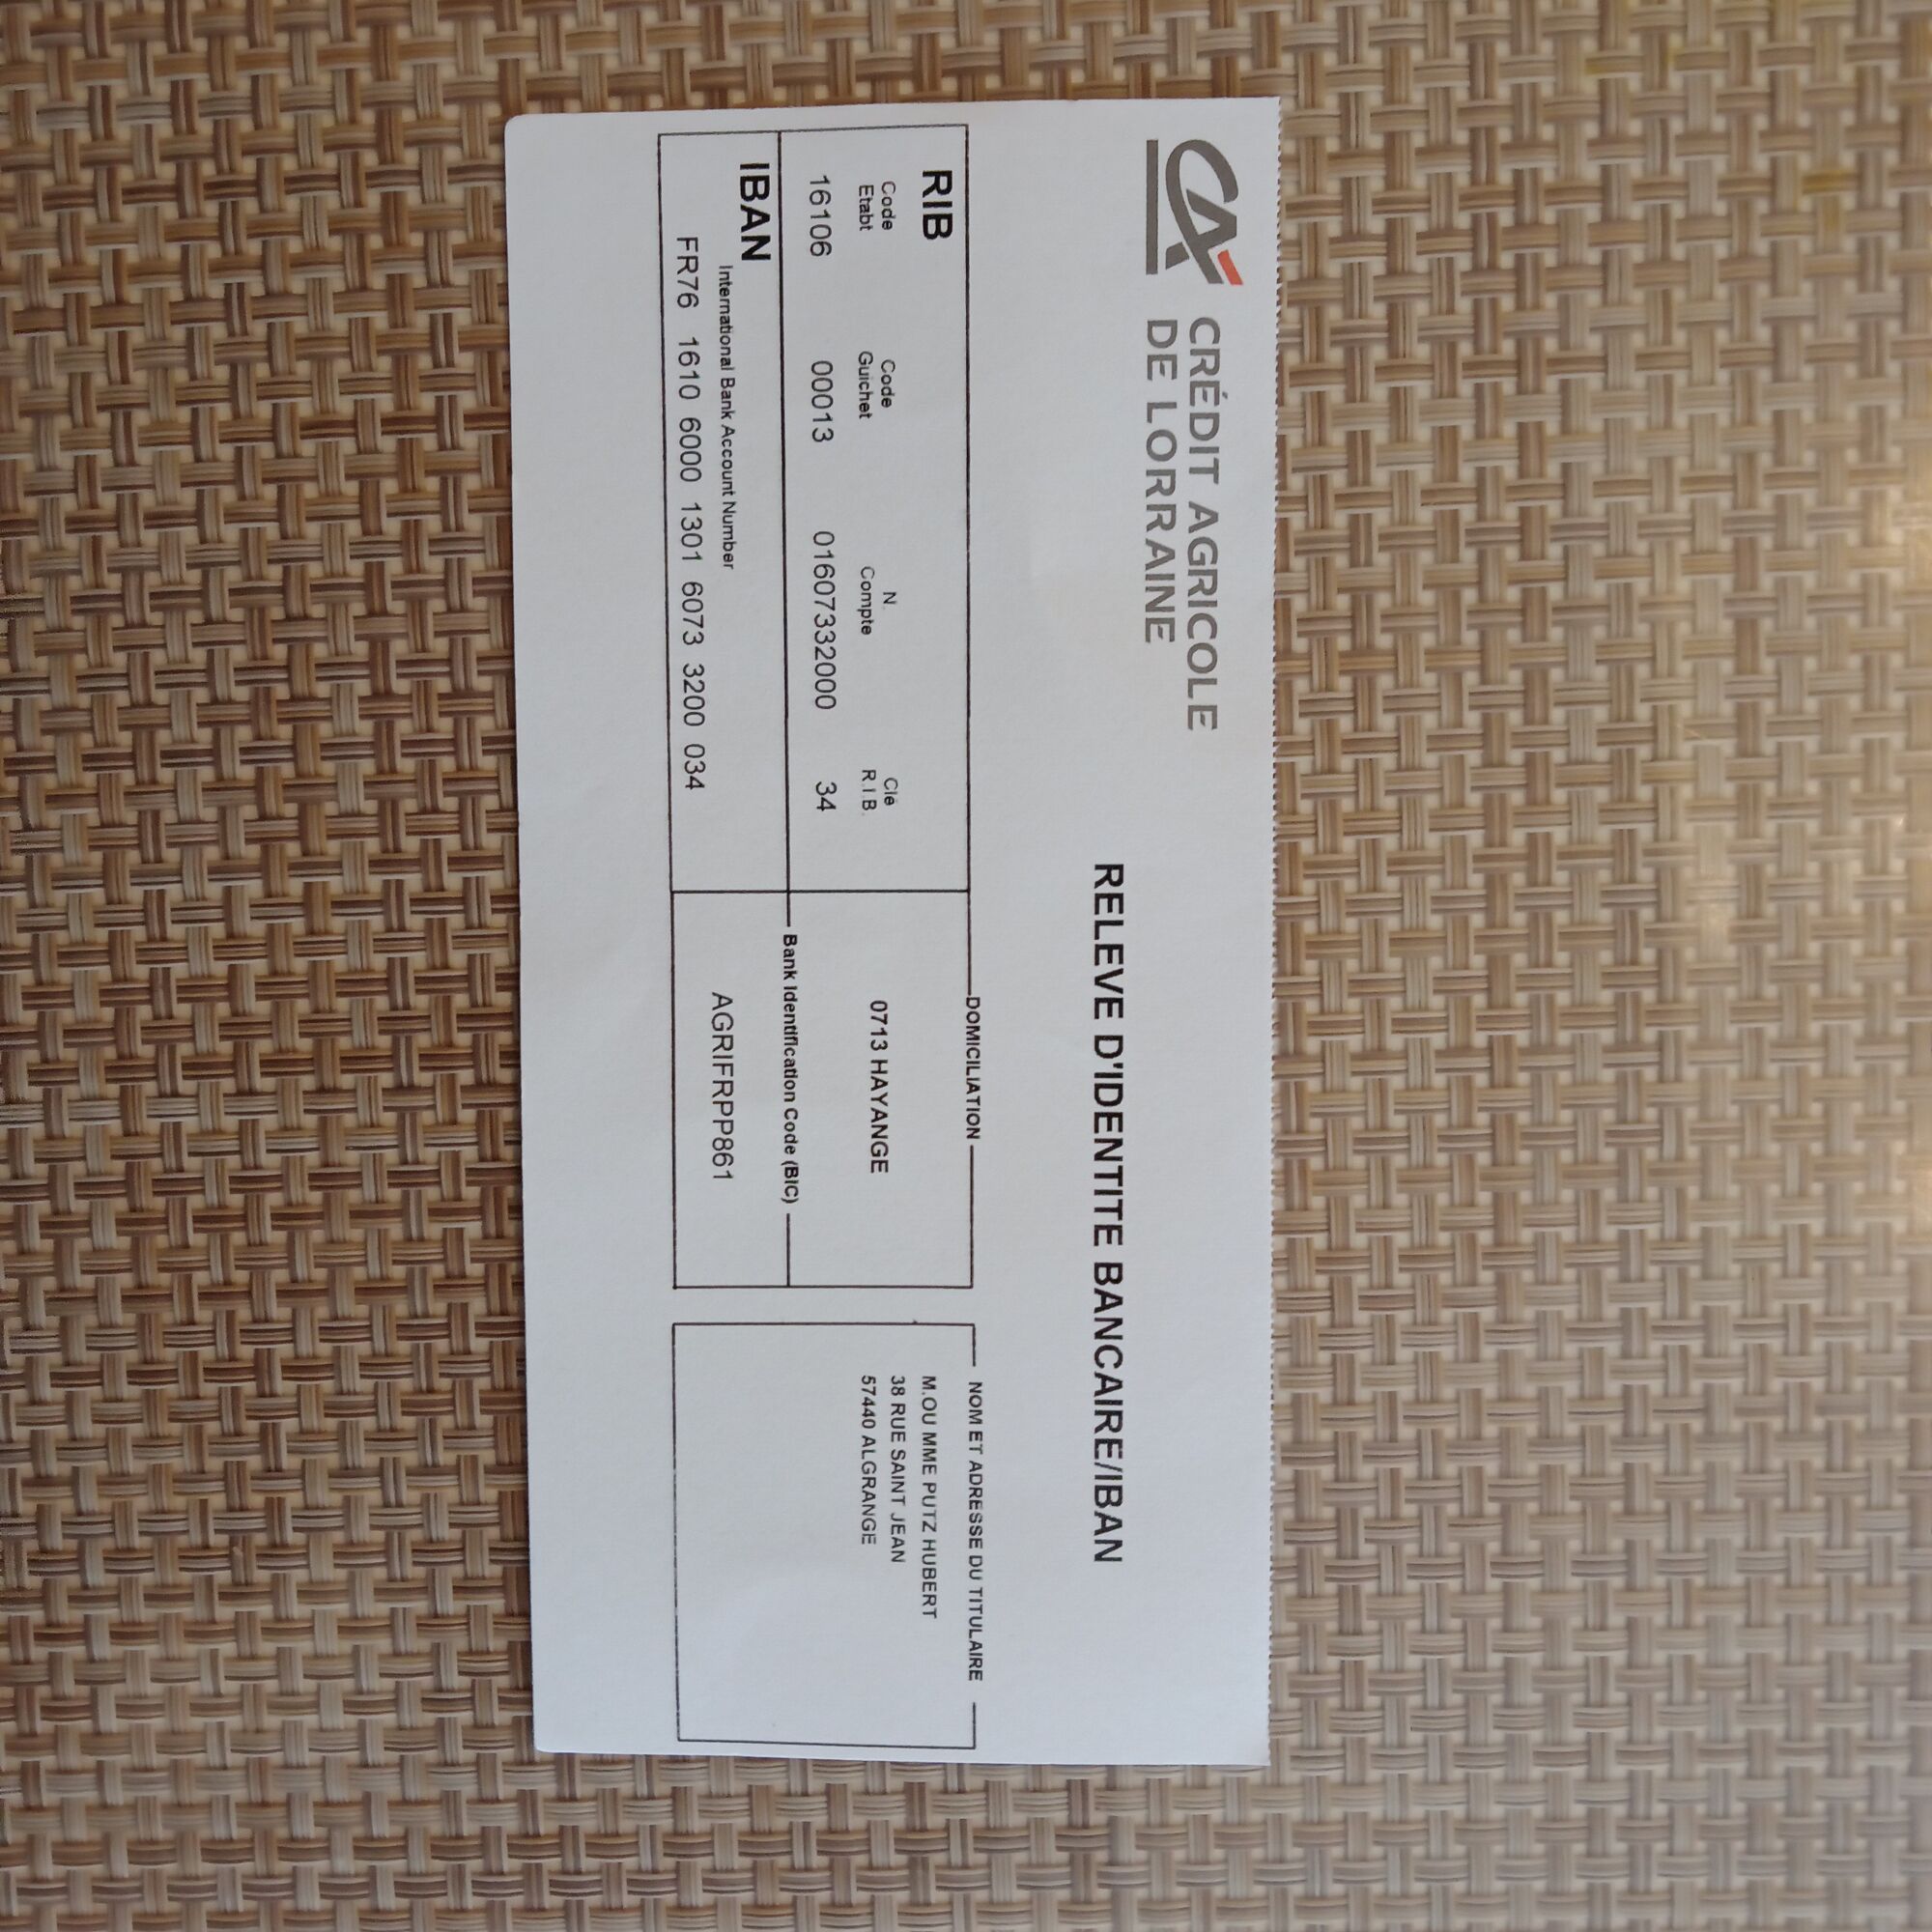 CRÉDIT AGRICOLE
DE LORRAINE
RELEVE D'IDENTITE BANCAIRE/IBAN
RIB
Code Etabt
Code Guichet
N. Compte
Clé R.I.B.
16106 00013 01607332000 34
DOMICILIATION
0713 HAYANGE
IBAN
International Bank Account Number
FR76 1610 6000 1301 6073 3200 034
Bank Identification Code (BIC)
AGRIFRPP861
NOM ET ADRESSE DU TITULAIRE
M.OU MME PUTZ HUBERT
38 RUE SAINT JEAN
57440 ALGRANGE